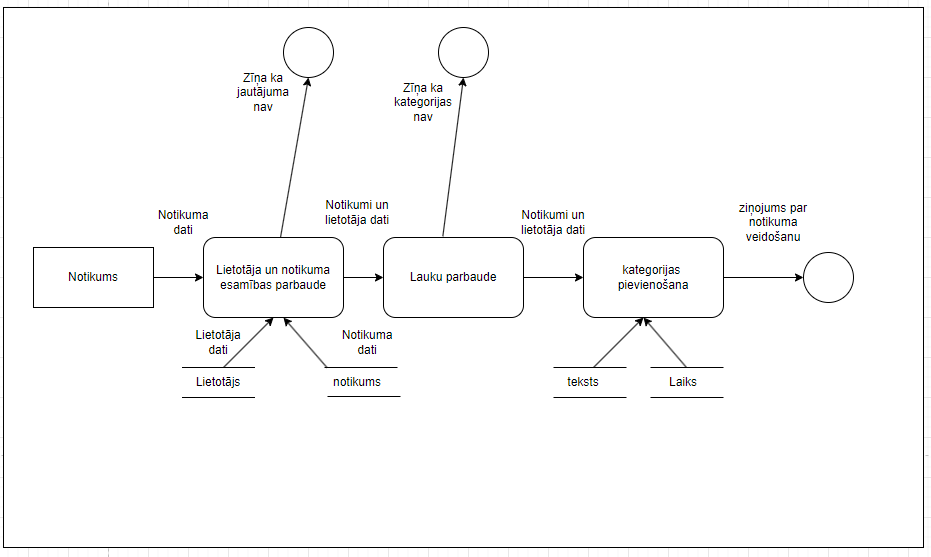 Zīņa ka
jautājuma
nav
Zīņa ka
kategorijas
nav
Notikuma
dati
Notikumi un
lietotāja dati
Notikumi un
lietotāja dati
ziņojums par
notikuma
veidošanu
Notikums
Lietotāja un notikuma
esamības parbaude
Lauku parbaude
kategorijas
pievienošana
Lietotāja
dati
Notikuma
dati
Lietotājs
notikums
teksts
Laiks